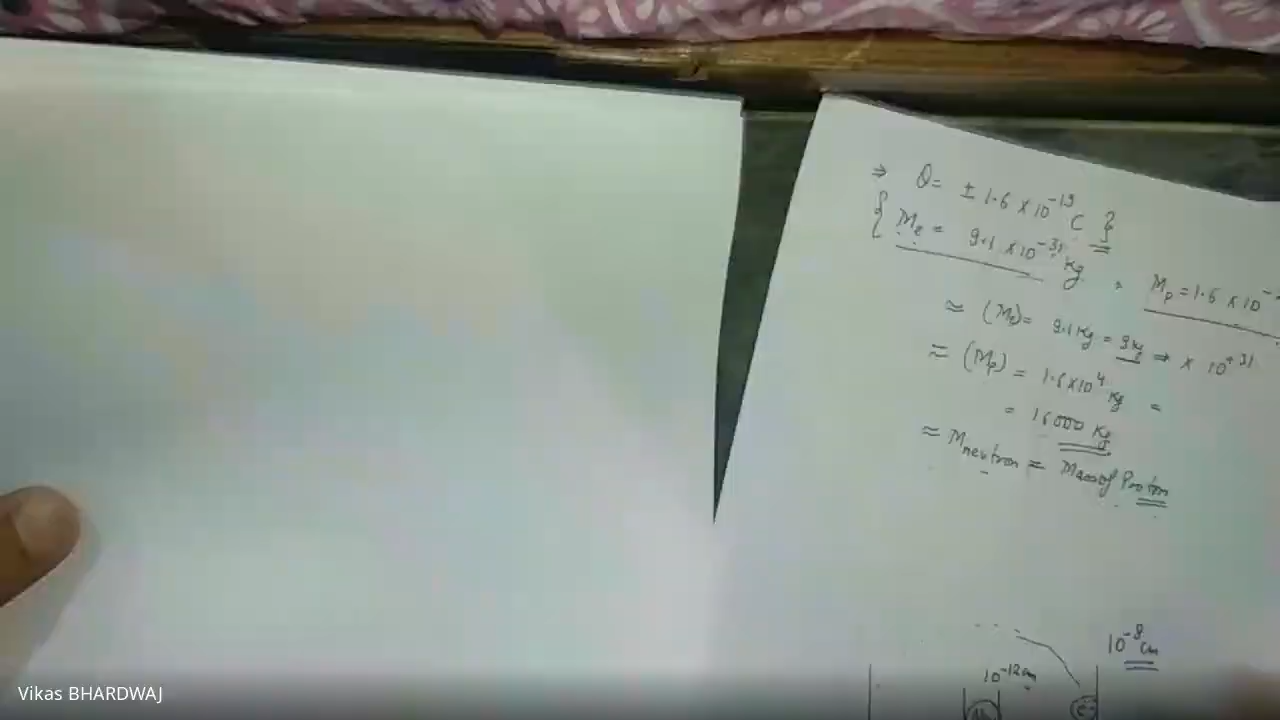 ⇒ Q = ± 1.6 × 10⁻¹⁹ C }
{ Me = 9.1 × 10⁻³¹ kg , Mp = 1.6 × 10⁻
≈ (Me) = 9.1 Kg = 9 kg ⇒ × 10⁺³¹
≈ (Mp) = 1.6 × 10⁴ Kg =
= 16000 Kg
≈ Mneutron = Mass of Proton
10⁻⁸ cm
10⁻¹² cm
e⁻
Vikas BHARDWAJ